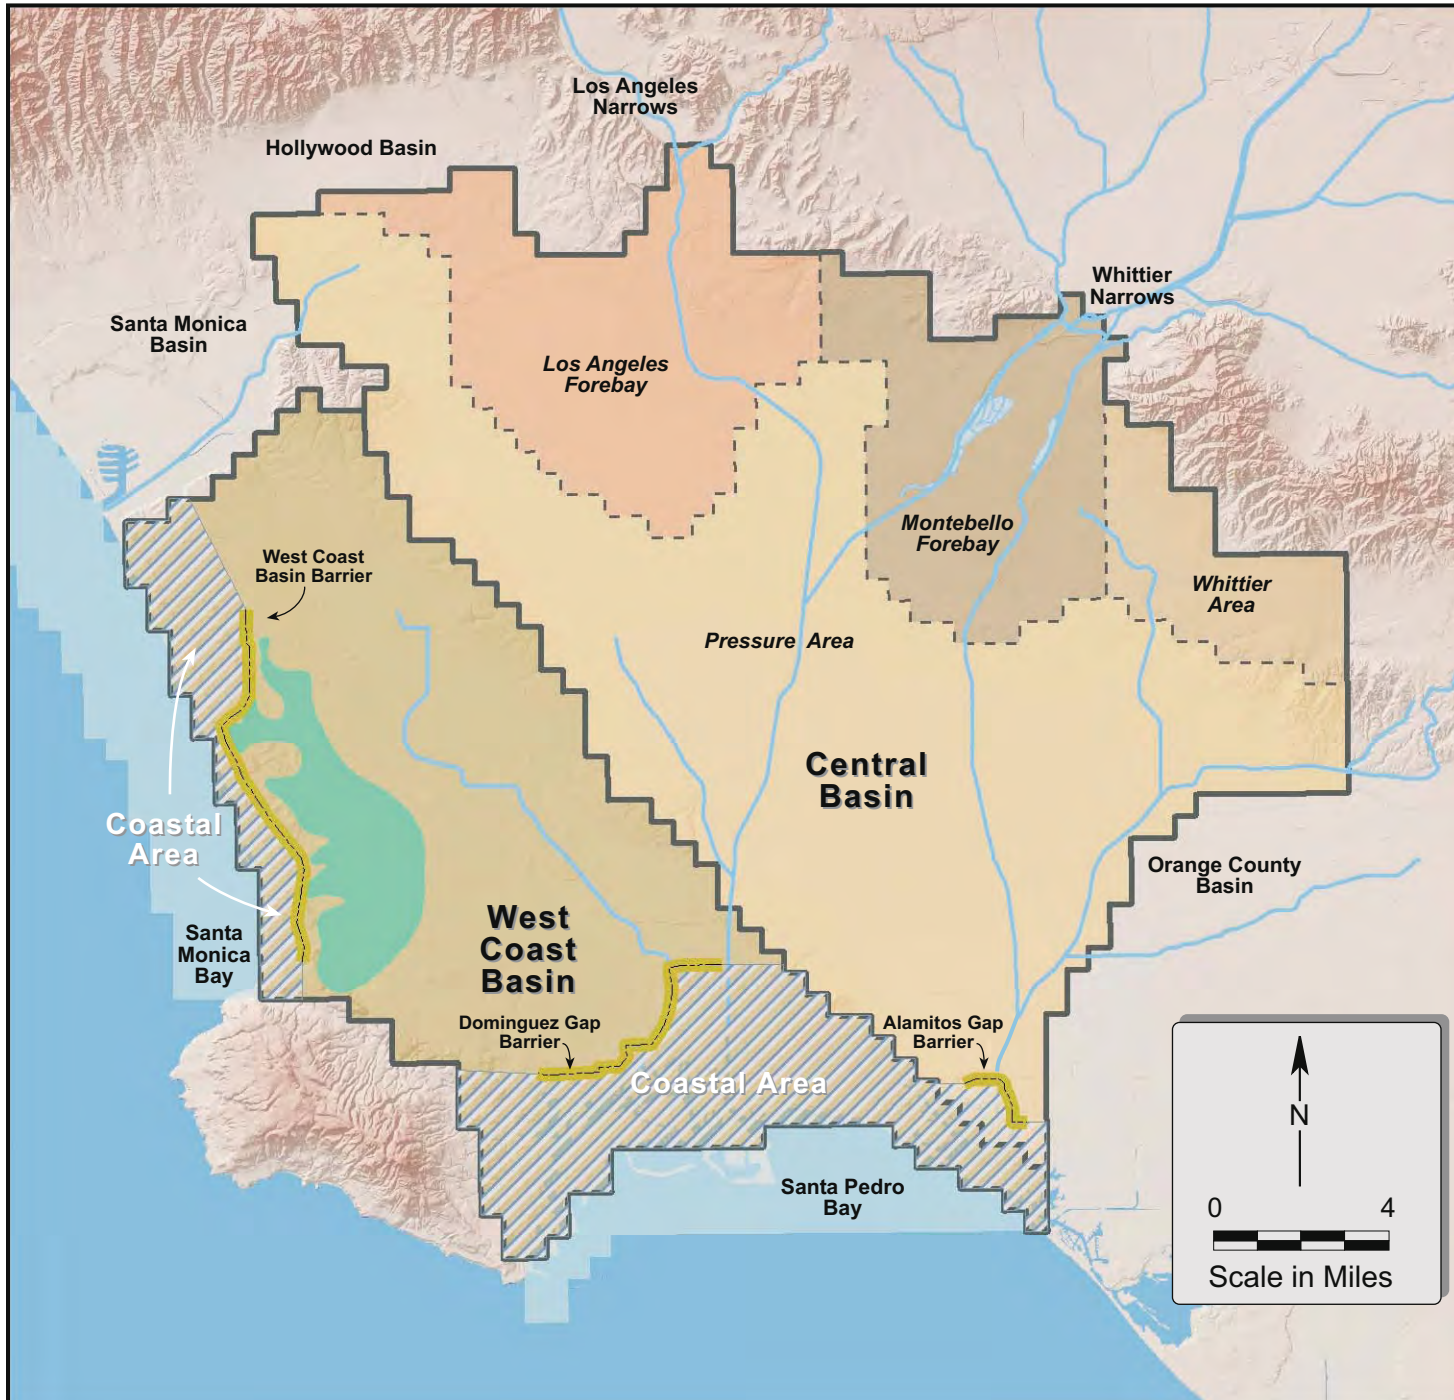 Los Angeles
Narrows
Hollywood Basin
Whittier
Narrows
Santa Monica
Basin
Los Angeles
Forebay
Montebello
Forebay
West Coast
Basin Barrier
Whittier
Area
Pressure Area
Central
Basin
Coastal
Area
Orange County
Basin
West
Coast
Basin
Santa
Monica
Bay
Dominguez Gap
Barrier
Alamitos Gap
Barrier
Coastal Area
Santa Pedro
Bay
N
0 4
Scale in Miles